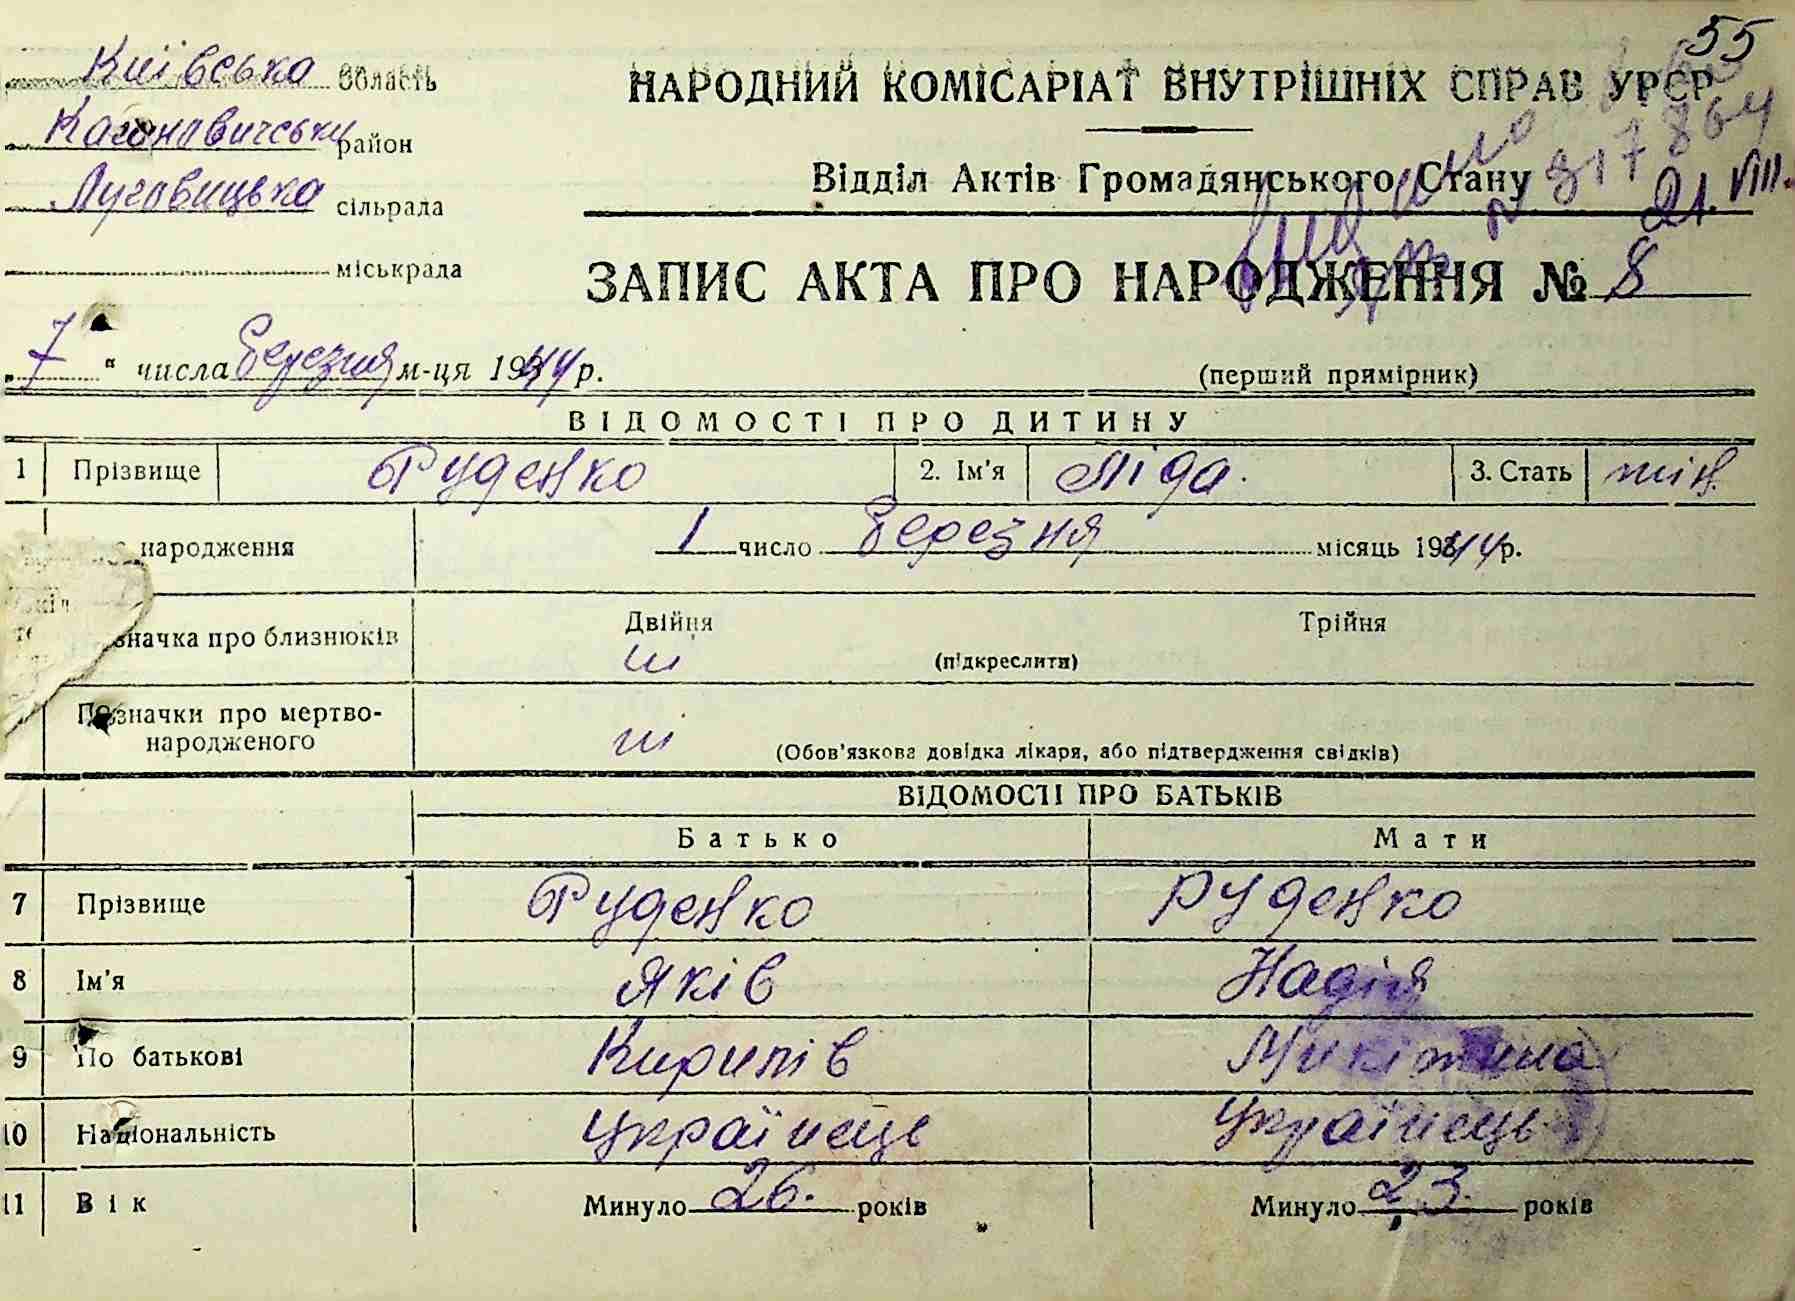 55
Київська область
Кагановичський район
Луговицька сільрада
міськрада
НАРОДНИЙ КОМІСАРІАТ ВНУТРІШНІХ СПРАВ УРСР
Відділ Актів Громадянського Стану
21. VIII.
ЗАПИС АКТА ПРО НАРОДЖЕННЯ № 8
„7“ числа Березня м-ця 1944 р.
(перший примірник)
ВІДОМОСТІ ПРО ДИТИНУ
1 Прізвище Руденко 2. Ім'я Ліда. 3. Стать жін.
народження 1 число Березня місяць 1944 р.
значка про близнюків Двійня Трійня
ні (підкреслити)
Позначки про мертво-
народженого ні (Обов'язкова довідка лікаря, або підтвердження свідків)
ВІДОМОСТІ ПРО БАТЬКІВ
Батько Мати
7 Прізвище Руденко Руденко
8 Ім'я Яків Надія
9 По батькові Кирилів
10 Національність Українець Українець
11 Вік Минуло 26. років Минуло 23. років